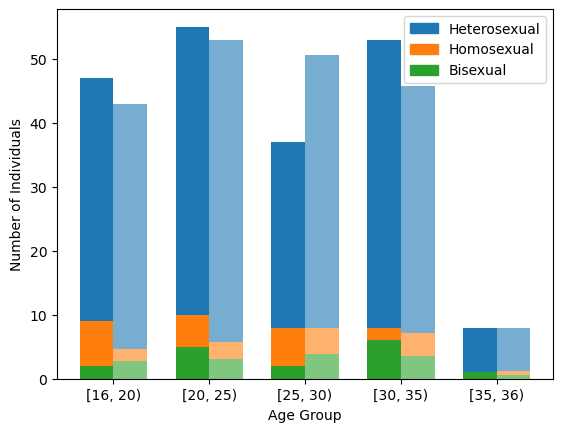 Heterosexual
Homosexual
Bisexual
Number of Individuals
50
40
30
20
10
0
[16, 20)
[20, 25)
[25, 30)
[30, 35)
[35, 36)
Age Group